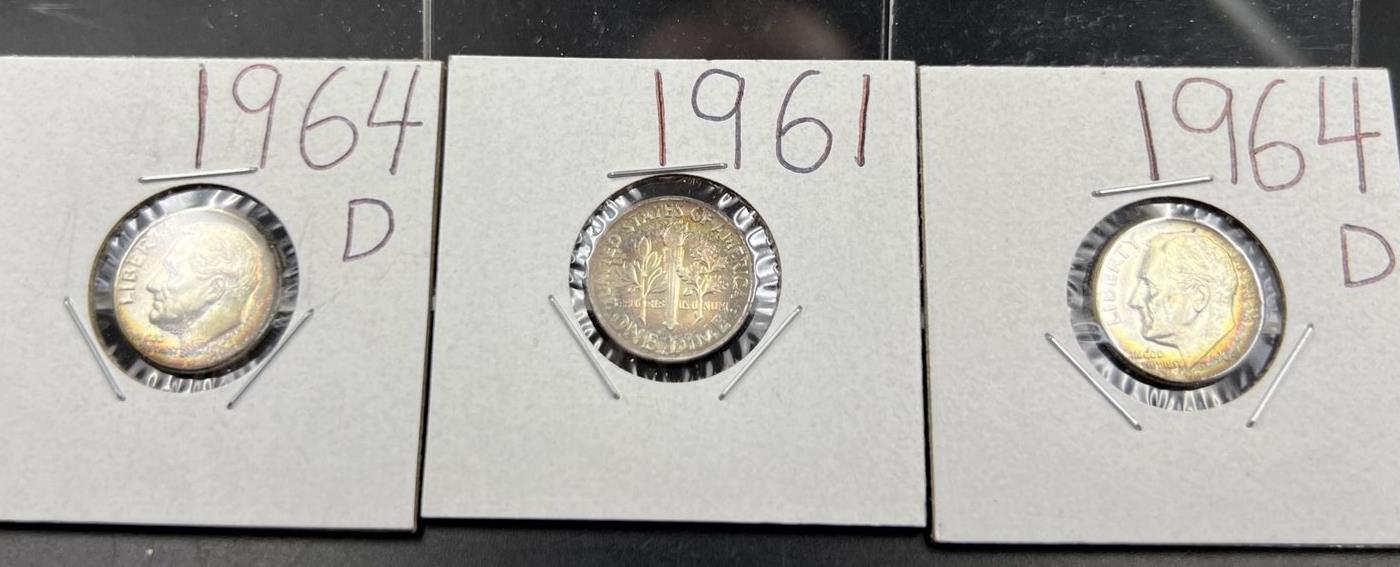 1964
D
LIBERTY
1961
UNITED STATES OF AMERICA
ONE DIME
1964
D
LIBERTY